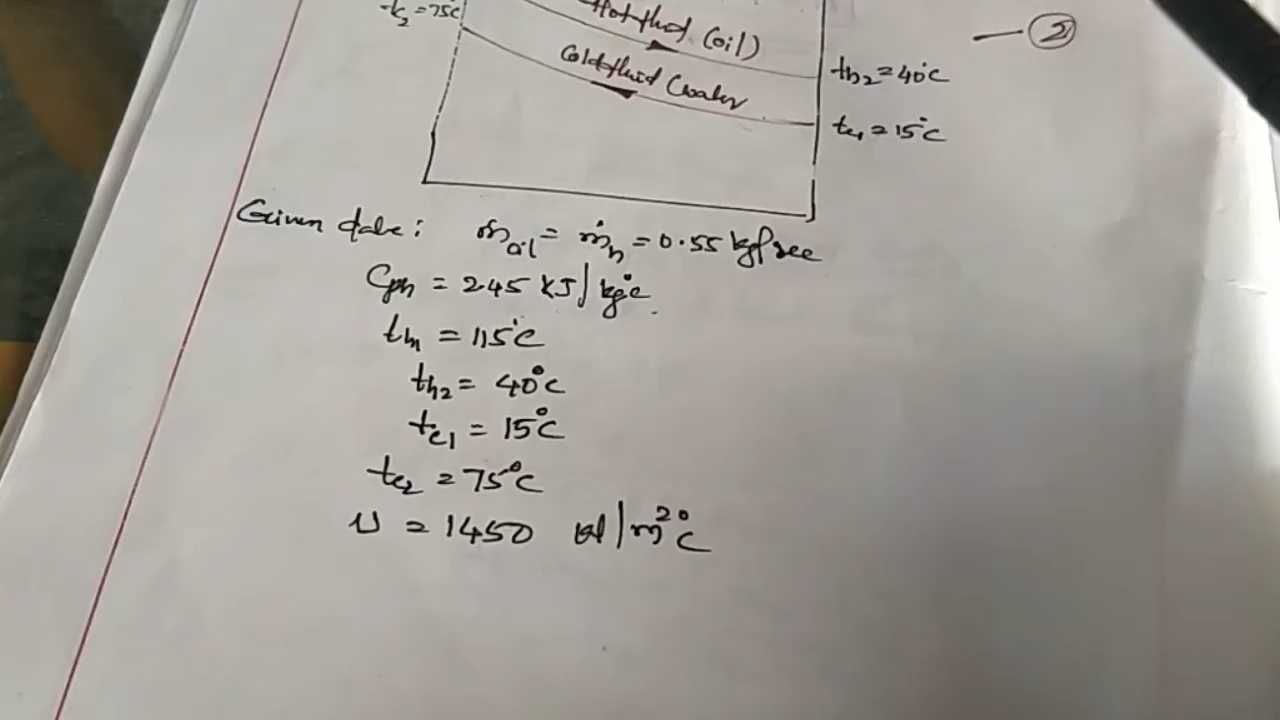 tc₂ = 75°C
Hot fluid (oil)
— ②
Cold fluid (water
th₂ = 40°C
tc₁ = 15°C
Given data : ṁoil = ṁh = 0.55 kg/sec
Cph = 2.45 KJ/kg°c.
th₁ = 115°C
th₂ = 40°C
tc₁ = 15°C
tc₂ = 75°C
U = 1450 W/m²°C